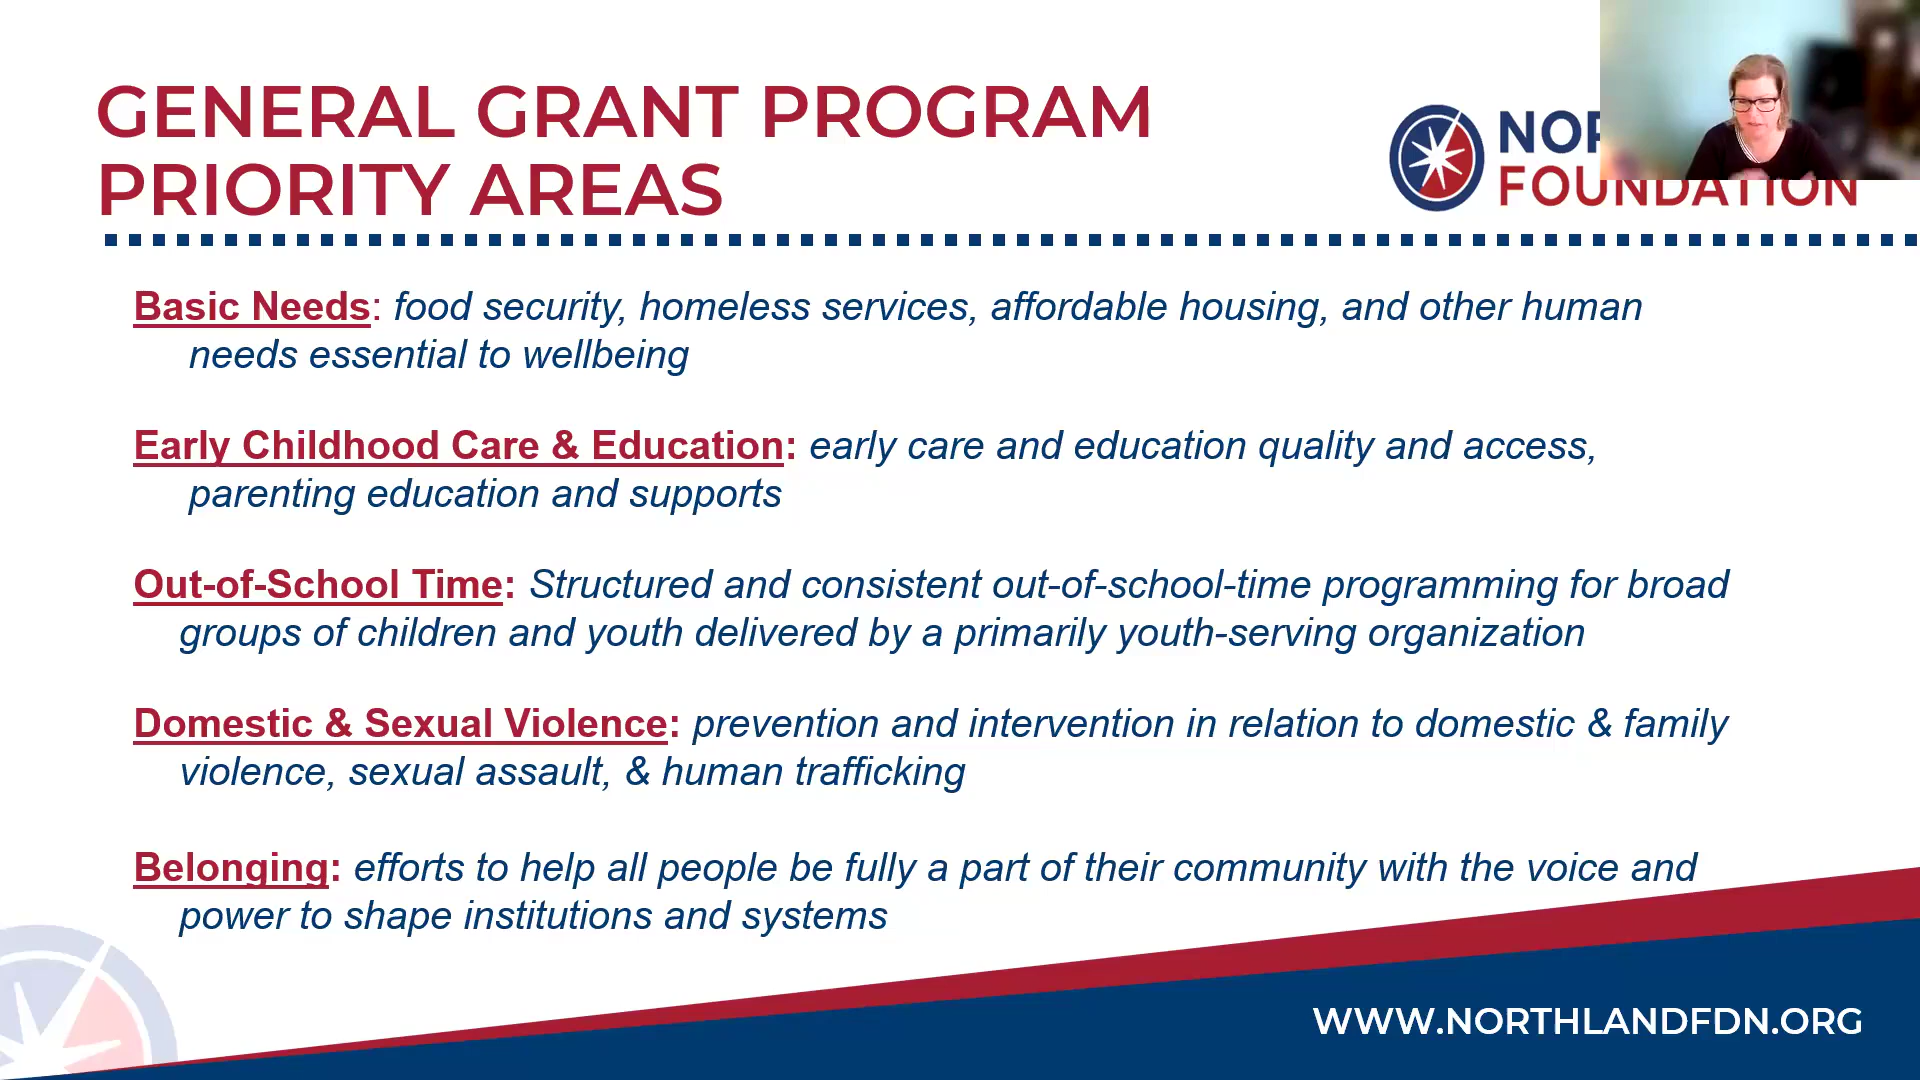 GENERAL GRANT PROGRAM
PRIORITY AREAS
FOUNDATION
Basic Needs: food security, homeless services, affordable housing, and other human
needs essential to wellbeing
Early Childhood Care & Education: early care and education quality and access,
parenting education and supports
Out-of-School Time: Structured and consistent out-of-school-time programming for broad
groups of children and youth delivered by a primarily youth-serving organization
Domestic & Sexual Violence: prevention and intervention in relation to domestic & family
violence, sexual assault, & human trafficking
Belonging: efforts to help all people be fully a part of their community with the voice and
power to shape institutions and systems
WWW.NORTHLANDFDN.ORG